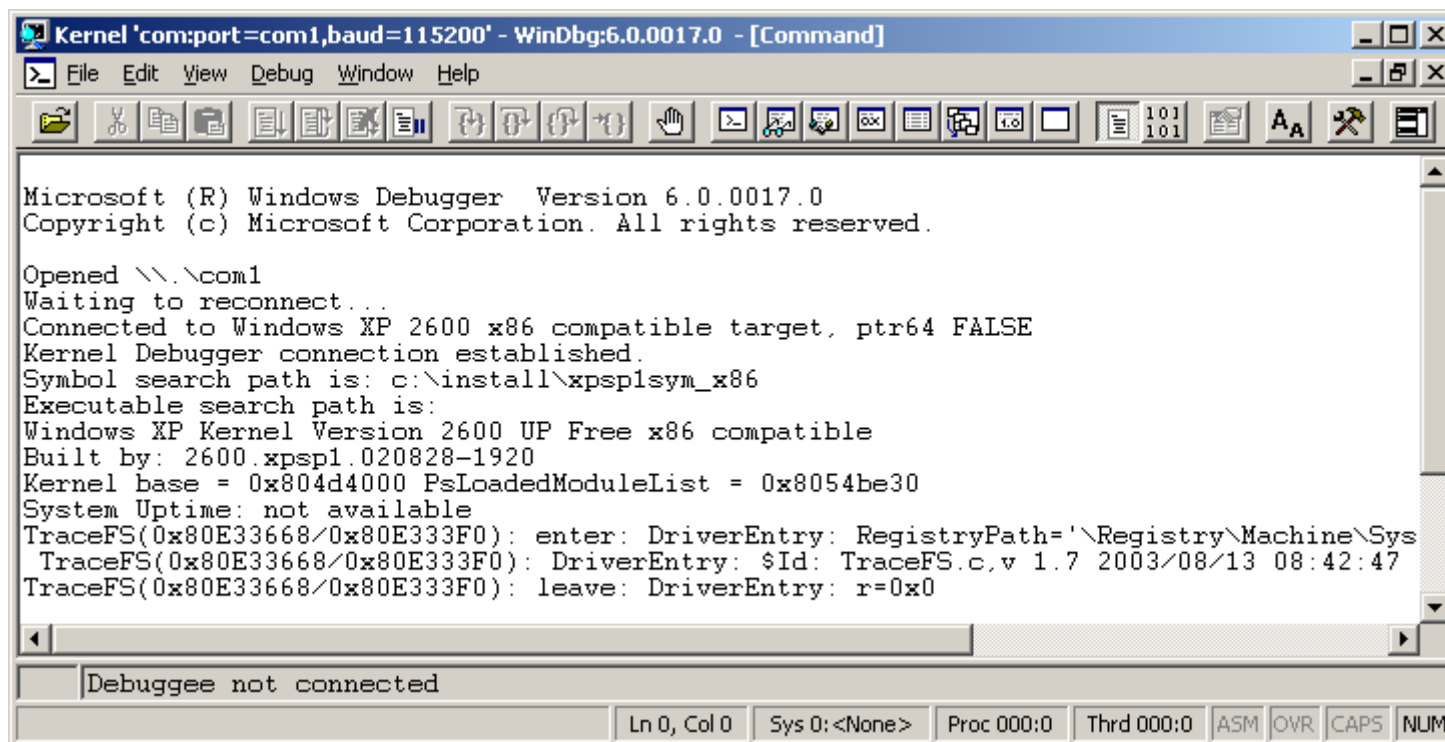 Kernel 'com:port=com1,baud=115200' - WinDbg:6.0.0017.0 - [Command]
File Edit View Debug Window Help
Microsoft (R) Windows Debugger  Version 6.0.0017.0
Copyright (c) Microsoft Corporation. All rights reserved.
Opened \\.\com1
Waiting to reconnect...
Connected to Windows XP 2600 x86 compatible target, ptr64 FALSE
Kernel Debugger connection established.
Symbol search path is: c:\install\xpsp1sym_x86
Executable search path is:
Windows XP Kernel Version 2600 UP Free x86 compatible
Built by: 2600.xpsp1.020828-1920
Kernel base = 0x804d4000 PsLoadedModuleList = 0x8054be30
System Uptime: not available
TraceFS(0x80E33668/0x80E333F0): enter: DriverEntry: RegistryPath='\Registry\Machine\Sys
TraceFS(0x80E33668/0x80E333F0): DriverEntry: $Id: TraceFS.c,v 1.7 2003/08/13 08:42:47
TraceFS(0x80E33668/0x80E333F0): leave: DriverEntry: r=0x0
Debuggee not connected
Ln 0, Col 0 Sys 0:<None> Proc 000:0 Thrd 000:0 ASM OVR CAPS NUM